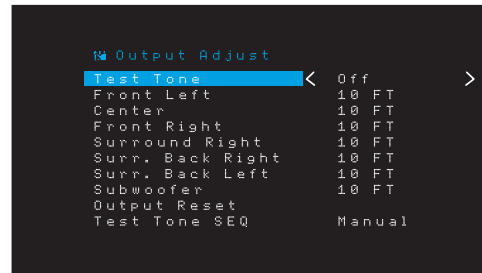 Output Adjust
Test Tone < Off >
Front Left 10 FT
Center 10 FT
Front Right 10 FT
Surround Right 10 FT
Surr. Back Right 10 FT
Surr. Back Left 10 FT
Subwoofer 10 FT
Output Reset
Test Tone SEQ Manual